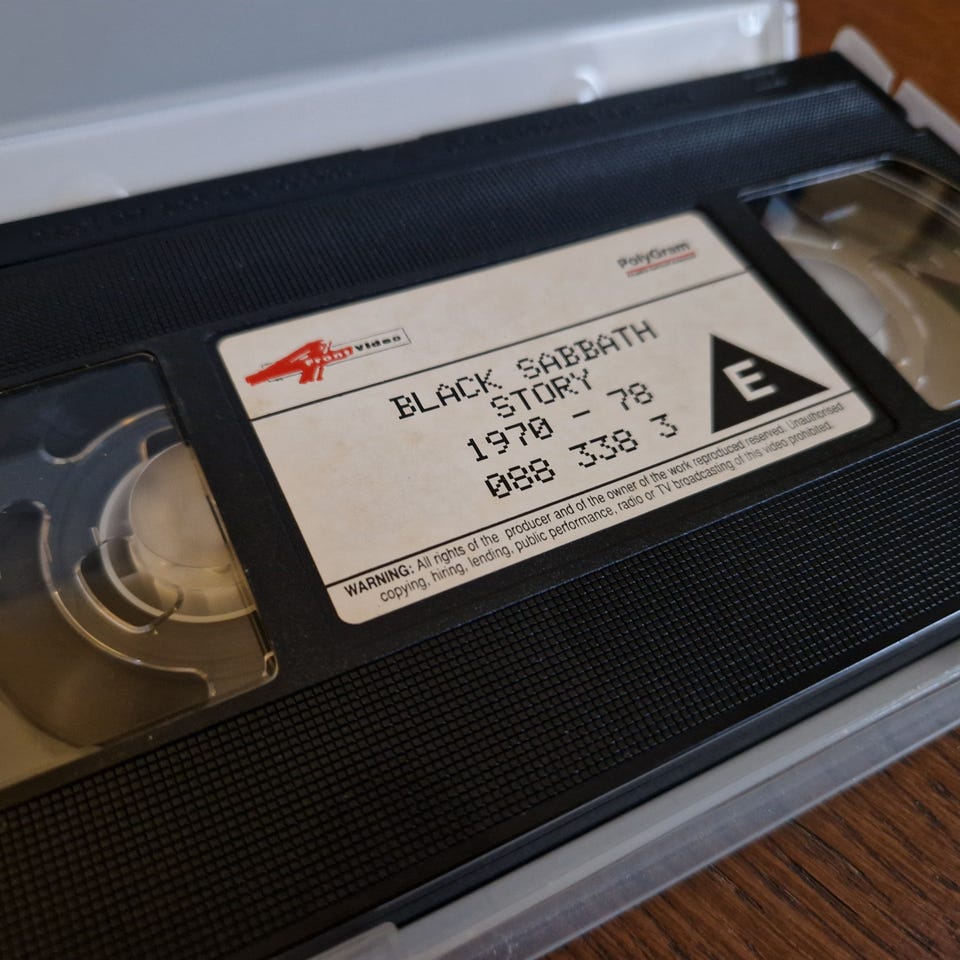 PolyGram
4 Front Video
BLACK SABBATH
STORY
1970 - 78
088 338 3
E
WARNING: All rights of the producer and of the owner of the work reproduced reserved. Unauthorised
copying, hiring, lending, public performance, radio or TV broadcasting of this video prohibited.